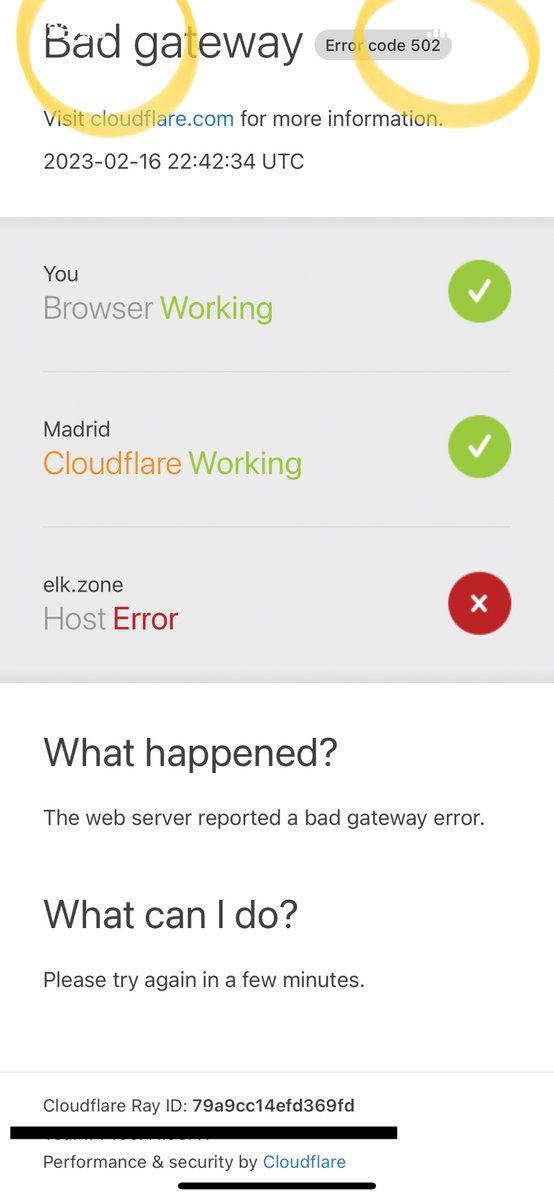 Bad gateway Error code 502
Visit cloudflare.com for more information.
2023-02-16 22:42:34 UTC
You
Browser Working
Madrid
Cloudflare Working
elk.zone
Host Error
What happened?
The web server reported a bad gateway error.
What can I do?
Please try again in a few minutes.
Cloudflare Ray ID: 79a9cc14efd369fd
Performance & security by Cloudflare